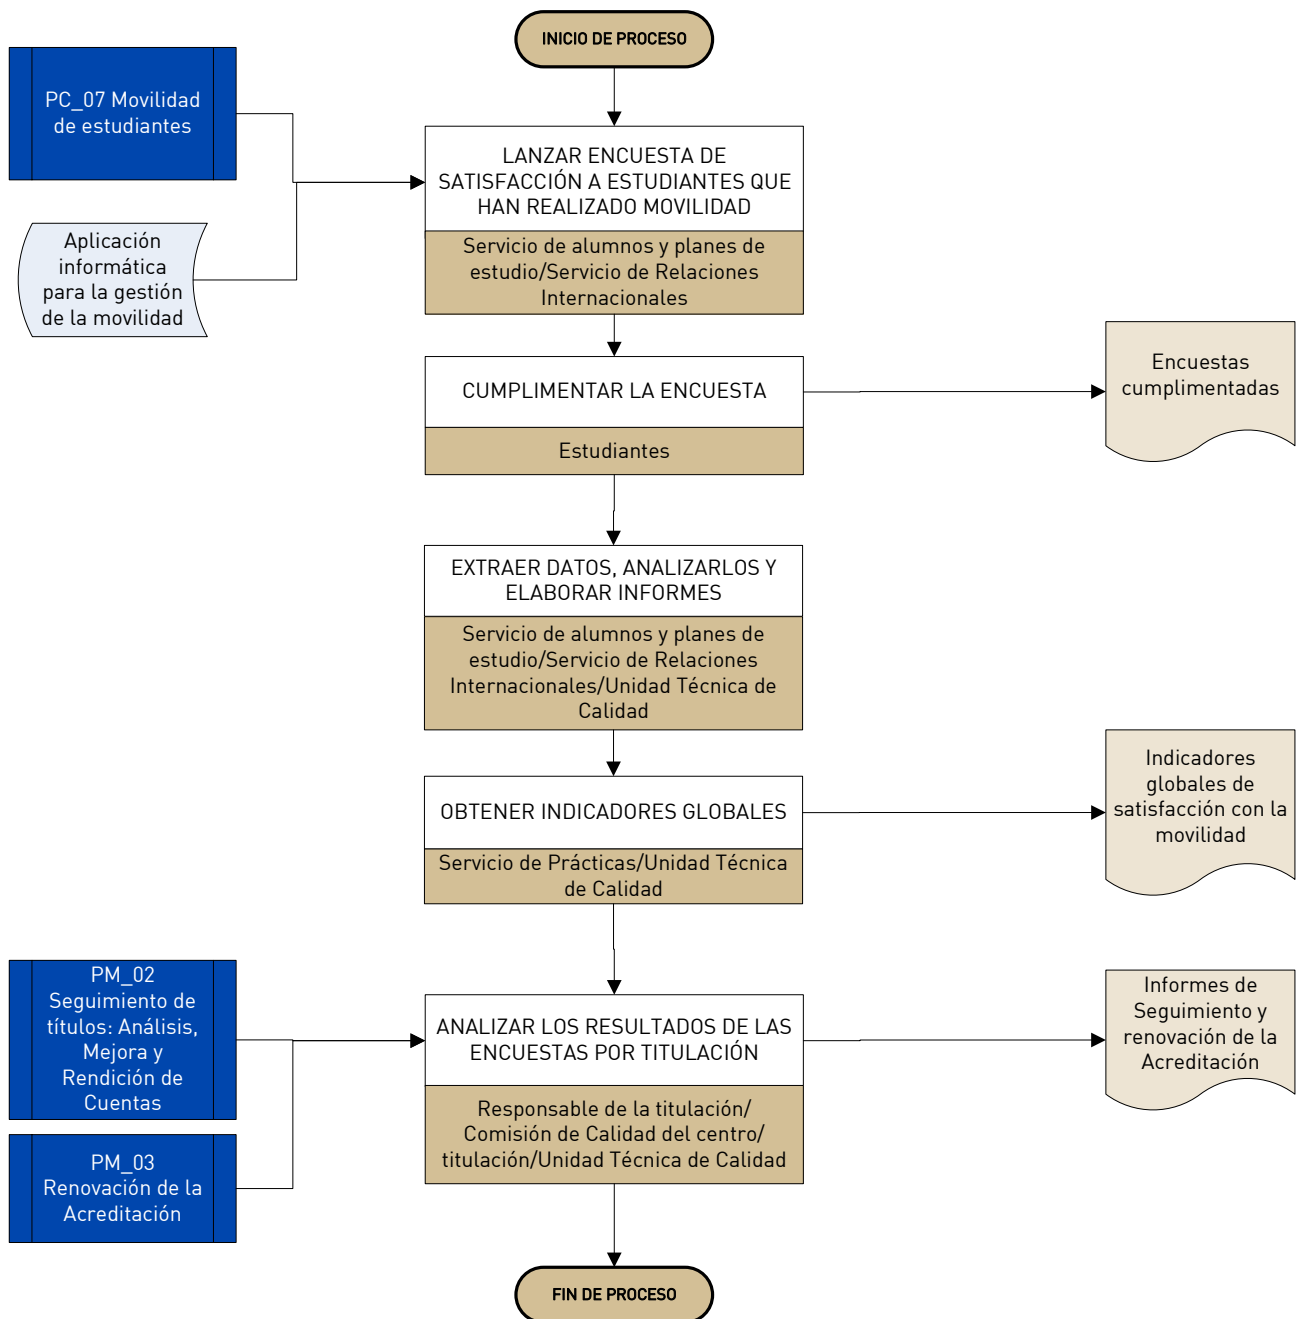 INICIO DE PROCESO
PC_07 Movilidad
de estudiantes
LANZAR ENCUESTA DE
SATISFACCIÓN A ESTUDIANTES QUE
HAN REALIZADO MOVILIDAD
Servicio de alumnos y planes de
estudio/Servicio de Relaciones
Internacionales
Aplicación
informática
para la gestión
de la movilidad
CUMPLIMENTAR LA ENCUESTA
Estudiantes
Encuestas
cumplimentadas
EXTRAER DATOS, ANALIZARLOS Y
ELABORAR INFORMES
Servicio de alumnos y planes de
estudio/Servicio de Relaciones
Internacionales/Unidad Técnica de
Calidad
OBTENER INDICADORES GLOBALES
Servicio de Prácticas/Unidad Técnica
de Calidad
Indicadores
globales de
satisfacción con la
movilidad
PM_02
Seguimiento de
títulos: Análisis,
Mejora y
Rendición de
Cuentas
PM_03
Renovación de la
Acreditación
ANALIZAR LOS RESULTADOS DE LAS
ENCUESTAS POR TITULACIÓN
Responsable de la titulación/
Comisión de Calidad del centro/
titulación/Unidad Técnica de Calidad
Informes de
Seguimiento y
renovación de la
Acreditación
FIN DE PROCESO